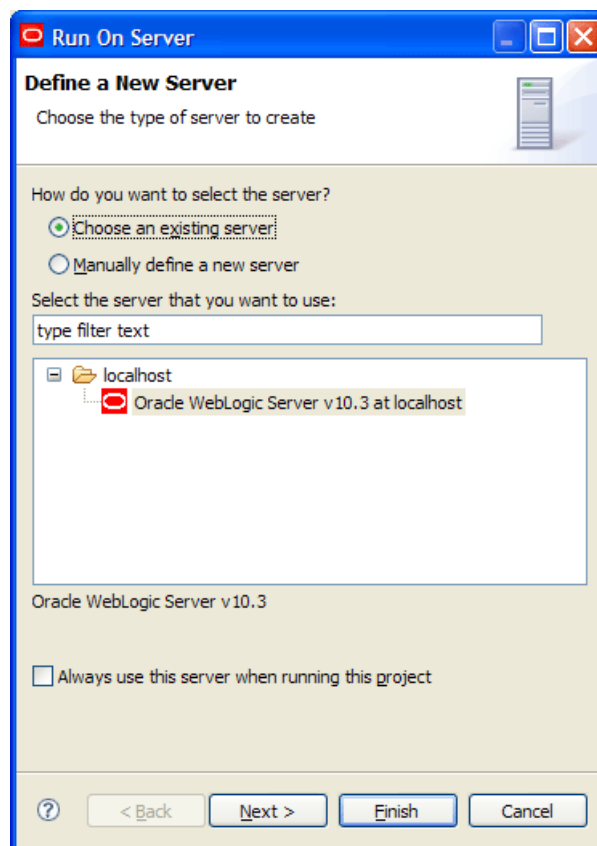 Run On Server
Define a New Server
Choose the type of server to create
How do you want to select the server?
Choose an existing server
Manually define a new server
Select the server that you want to use:
type filter text
localhost
Oracle WebLogic Server v10.3 at localhost
Oracle WebLogic Server v10.3
Always use this server when running this project
?
< Back Next > Finish Cancel